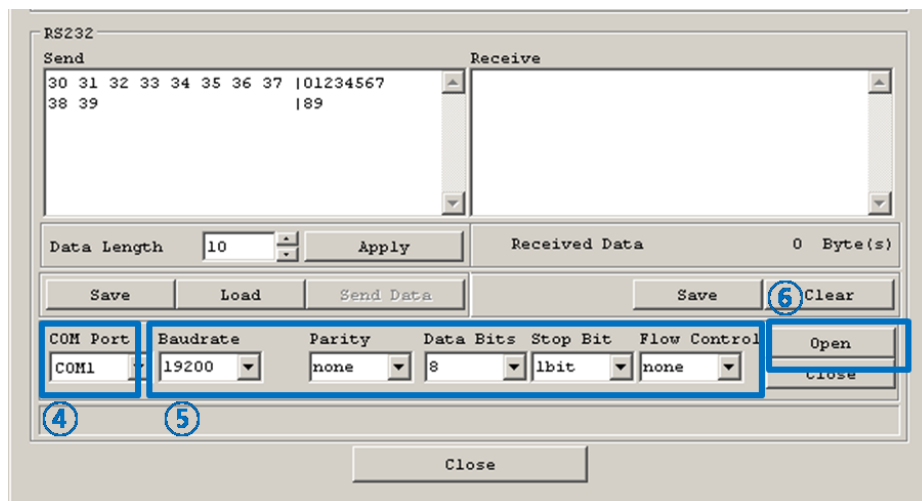 RS232
Send
Receive
30 31 32 33 34 35 36 37 |01234567
38 39 |89
Data Length 10 Apply
Received Data 0 Byte(s)
Save Load Send Data
Save ⑥ Clear
COM Port Baudrate Parity Data Bits Stop Bit Flow Control Open
COM1 19200 none 8 1bit none Close
④ ⑤
Close